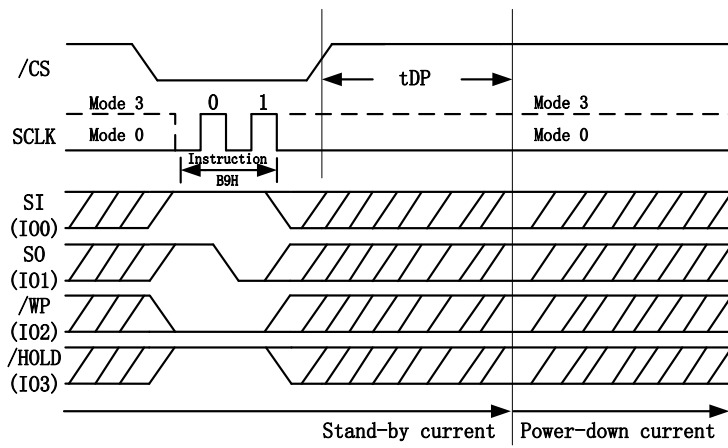 /CS
tDP
Mode 3 0 1 Mode 3
SCLK Mode 0 Mode 0
Instruction
B9H
SI
(IO0)
SO
(IO1)
/WP
(IO2)
/HOLD
(IO3)
Stand-by current Power-down current